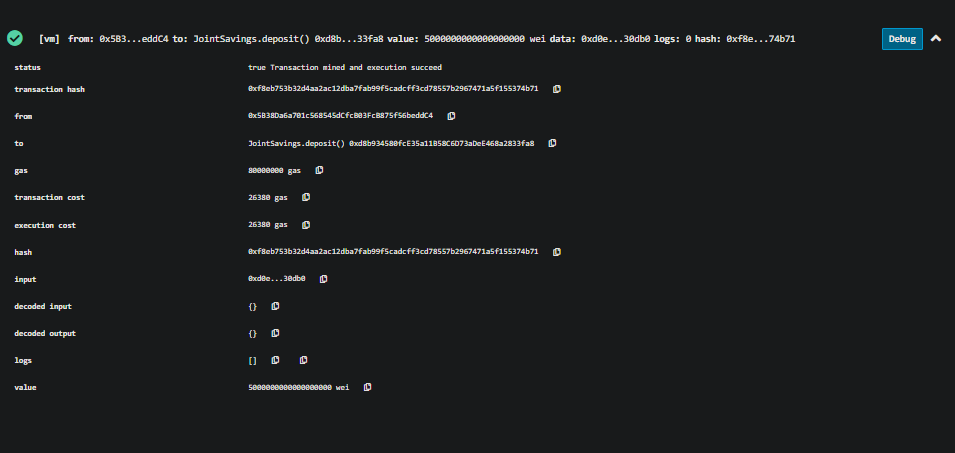 [vm] from: 0x5B3...eddC4 to: JointSavings.deposit() 0xd8b...33fa8 value: 5000000000000000000 wei data: 0xd0e...30db0 logs: 0 hash: 0xf8e...74b71 Debug
status true Transaction mined and execution succeed
transaction hash 0xf8eb753b32d4aa2ac12dba7fab99f5cadcff3cd78557b2967471a5f155374b71
from 0x5B38Da6a701c568545dCfcB03FcB875f56beddC4
to JointSavings.deposit() 0xd8b934580fcE35a11B58C6D73aDeE468a2833fa8
gas 80000000 gas
transaction cost 26380 gas
execution cost 26380 gas
hash 0xf8eb753b32d4aa2ac12dba7fab99f5cadcff3cd78557b2967471a5f155374b71
input 0xd0e...30db0
decoded input {}
decoded output {}
logs []
value 5000000000000000000 wei